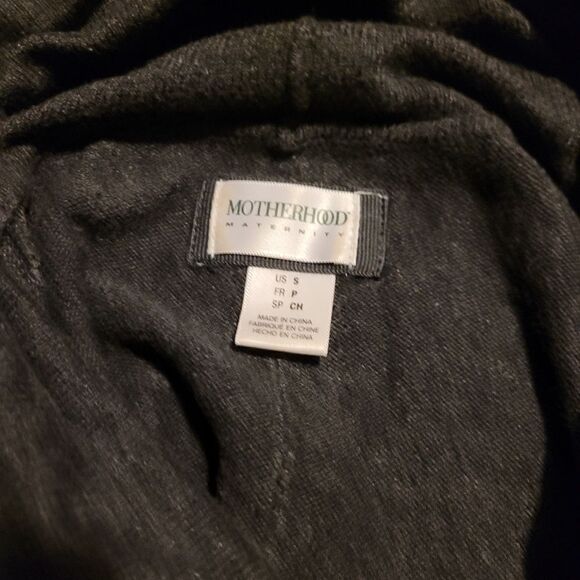 MOTHERHOOD
MATERNITY
US S
FR P
SP CH
MADE IN CHINA
FABRIQUÉ EN CHINE
HECHO EN CHINA